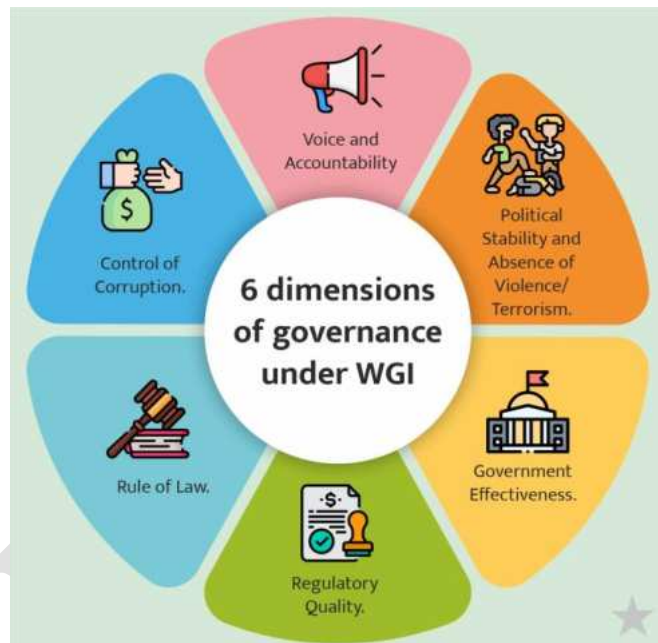 6 dimensions
of governance
under WGI
Voice and
Accountability
Political
Stability and
Absence of
Violence/
Terrorism.
Government
Effectiveness.
Regulatory
Quality.
Rule of Law.
Control of
Corruption.
$
$